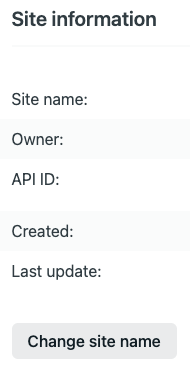 Site information
Site name:
Owner:
API ID:
Created:
Last update:
Change site name